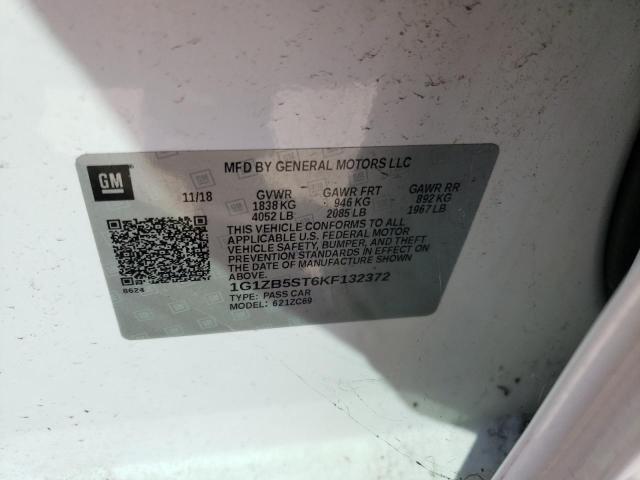 GM
MFD BY GENERAL MOTORS LLC
11/18 GVWR GAWR FRT GAWR RR
1838 KG 946 KG 892 KG
4052 LB 2085 LB 1967 LB
THIS VEHICLE CONFORMS TO ALL
APPLICABLE U.S. FEDERAL MOTOR
VEHICLE SAFETY, BUMPER, AND THEFT
PREVENTION STANDARDS IN EFFECT
ON THE DATE OF MANUFACTURE SHOWN
ABOVE.
8624
1G1ZB5ST6KF132372
TYPE: PASS CAR
MODEL: 621ZC69